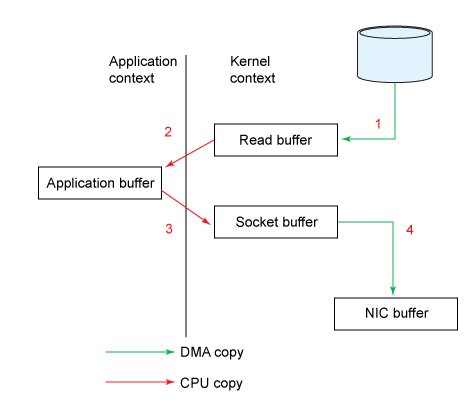 Application
context
Kernel
context
1
2
Read buffer
Application buffer
3
Socket buffer
4
NIC buffer
DMA copy
CPU copy